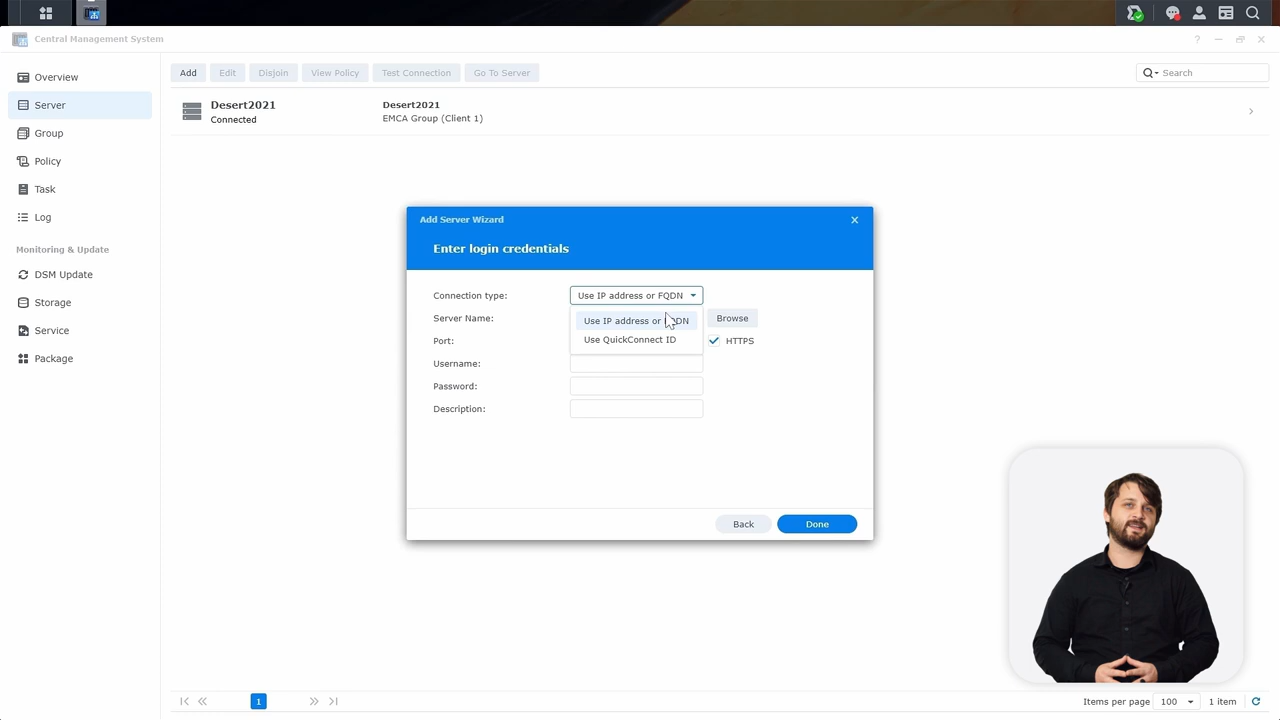 Central Management System
Overview
Server
Group
Policy
Task
Log
Monitoring & Update
DSM Update
Storage
Service
Package
Add Edit Disjoin View Policy Test Connection Go To Server Search
Desert2021
Connected
Desert2021
EMCA Group (Client 1)
Add Server Wizard
Enter login credentials
Connection type: Use IP address or FQDN
Server Name: Browse
Use IP address or DN
Use QuickConnect ID
Port: HTTPS
Username:
Password:
Description:
Back Done
1
Items per page 100 1 item